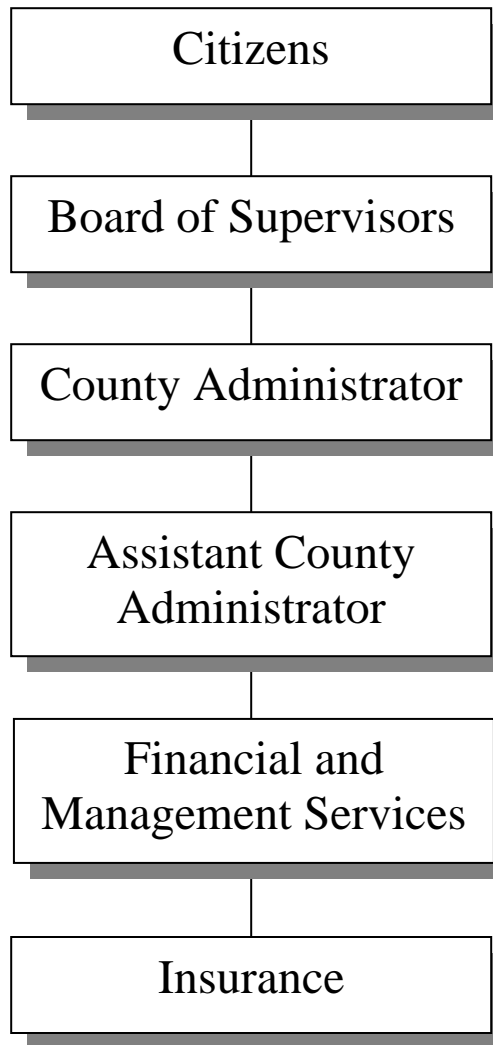 Citizens
Board of Supervisors
County Administrator
Assistant County
Administrator
Financial and
Management Services
Insurance